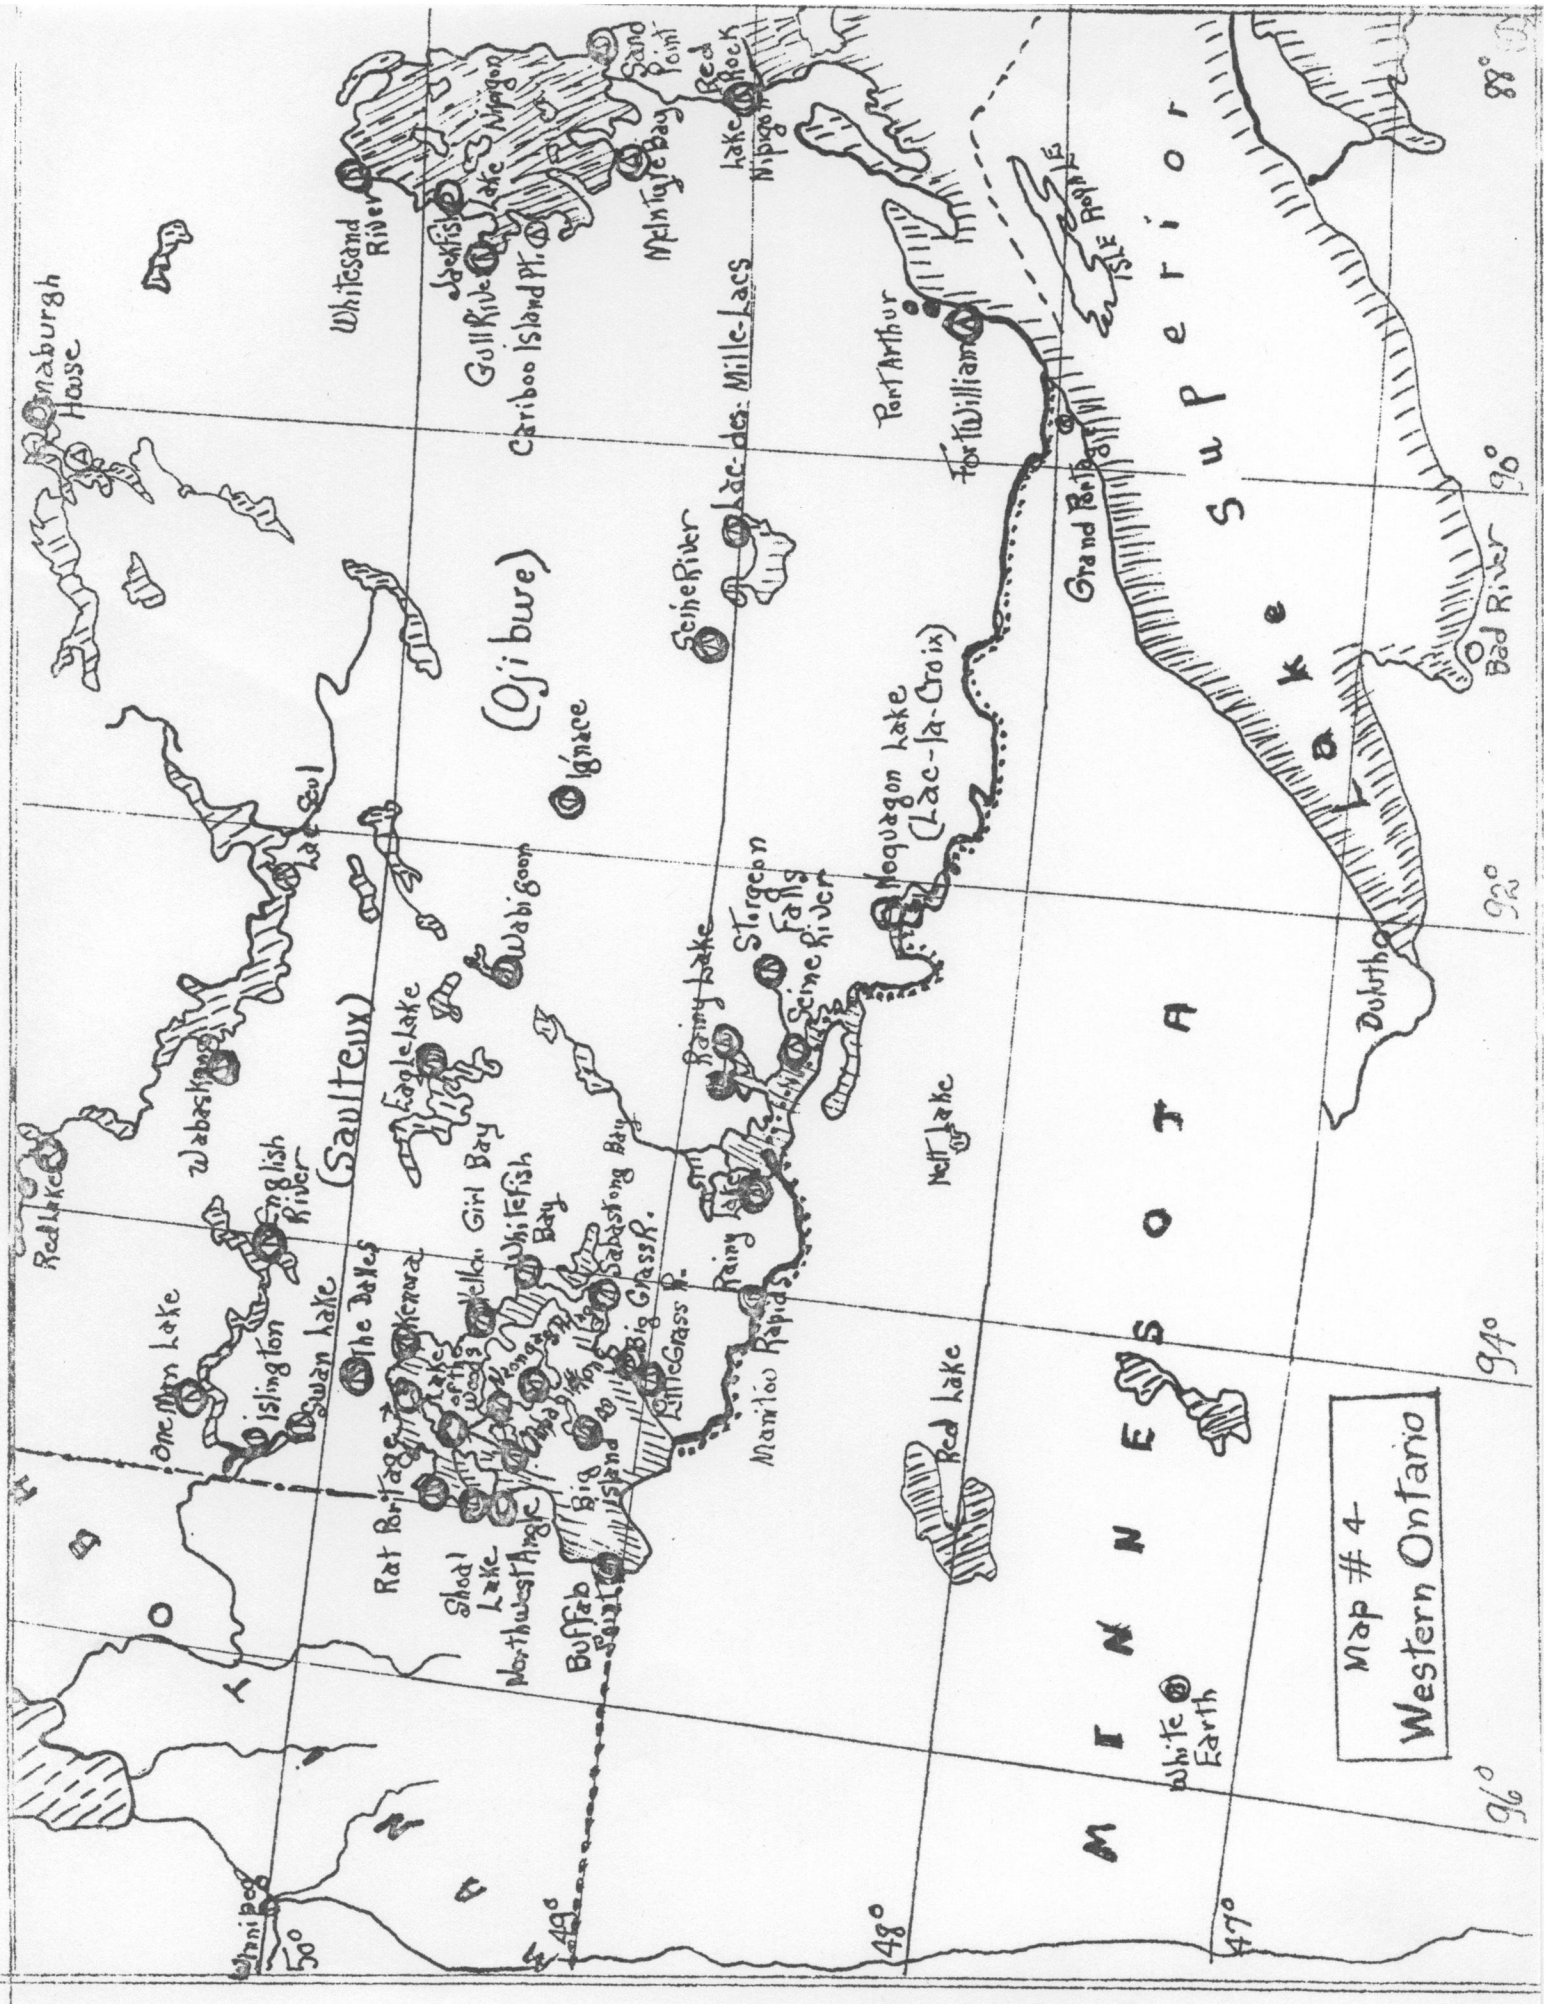 Osnaburgh
House
Whitesand
River
Jackfish
Lake Nipigon
Gull River
Cariboo Island Pt.
Sand
Point
McIntyre Bay
Red
Rock
Lake
Nipigon
Red Lake
Wabaskang
Lac Seul
(Saulteux)
(Ojibwe)
Ignace
Wabigoon
Eagle Lake
Seine River
Lac-des-Mille-Lacs
Port Arthur
Fort William
ISLE ROYALE
Grand Portage
Lake Superior
Bad River
Duluth
One Man Lake
English
River
Islington
Swan Lake
The Dalles
Kenora
Rat Portage
Lake
of the
Woods
Yellow Girl Bay
Whitefish
Bay
Sabaskong Bay
Big Grass R.
Little Grass R.
Shoal
Lake
Northwest Angle
Big
Island
Buffalo
Point
Rainy Lake
Rainy Lake
Sturgeon
Falls
Seine
River
Neguagon Lake
(Lac-la-Croix)
Manitou Rapids
Nett Lake
Red Lake
MINNESOTA
White
Earth
Winnipeg
M A N I T O
50°
49°
48°
47°
96°
94°
92°
90°
88°
Map # 4
Western Ontario